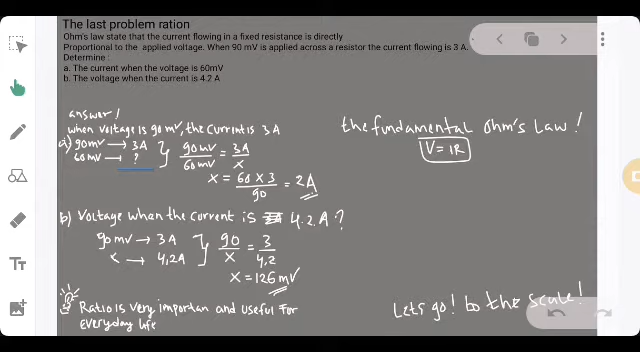 The last problem ration
Ohm's law state that the current flowing in a fixed resistance is directly
Proportional to the applied voltage. When 90 mV is applied across a resistor the current flowing is 3 A.
Determine :
a. The current when the voltage is 60mV
b. The voltage when the current is 4.2 A
answer!
When voltage is 90 mV, the current is 3 A
a) 90mV → 3A } 90mV/60mV = 3A/x
60 mV → ?
x = 60 x 3/90 = 2A
the fundamental Ohm's Law !
V = IR
b) Voltage when the current is 4.2 A ?
90mV → 3A } 90/x = 3/4,2
x → 4,2A
x = 126 mV
Ratio is very importan and useful for
Everyday life
Lets go! to the scale!
Tt